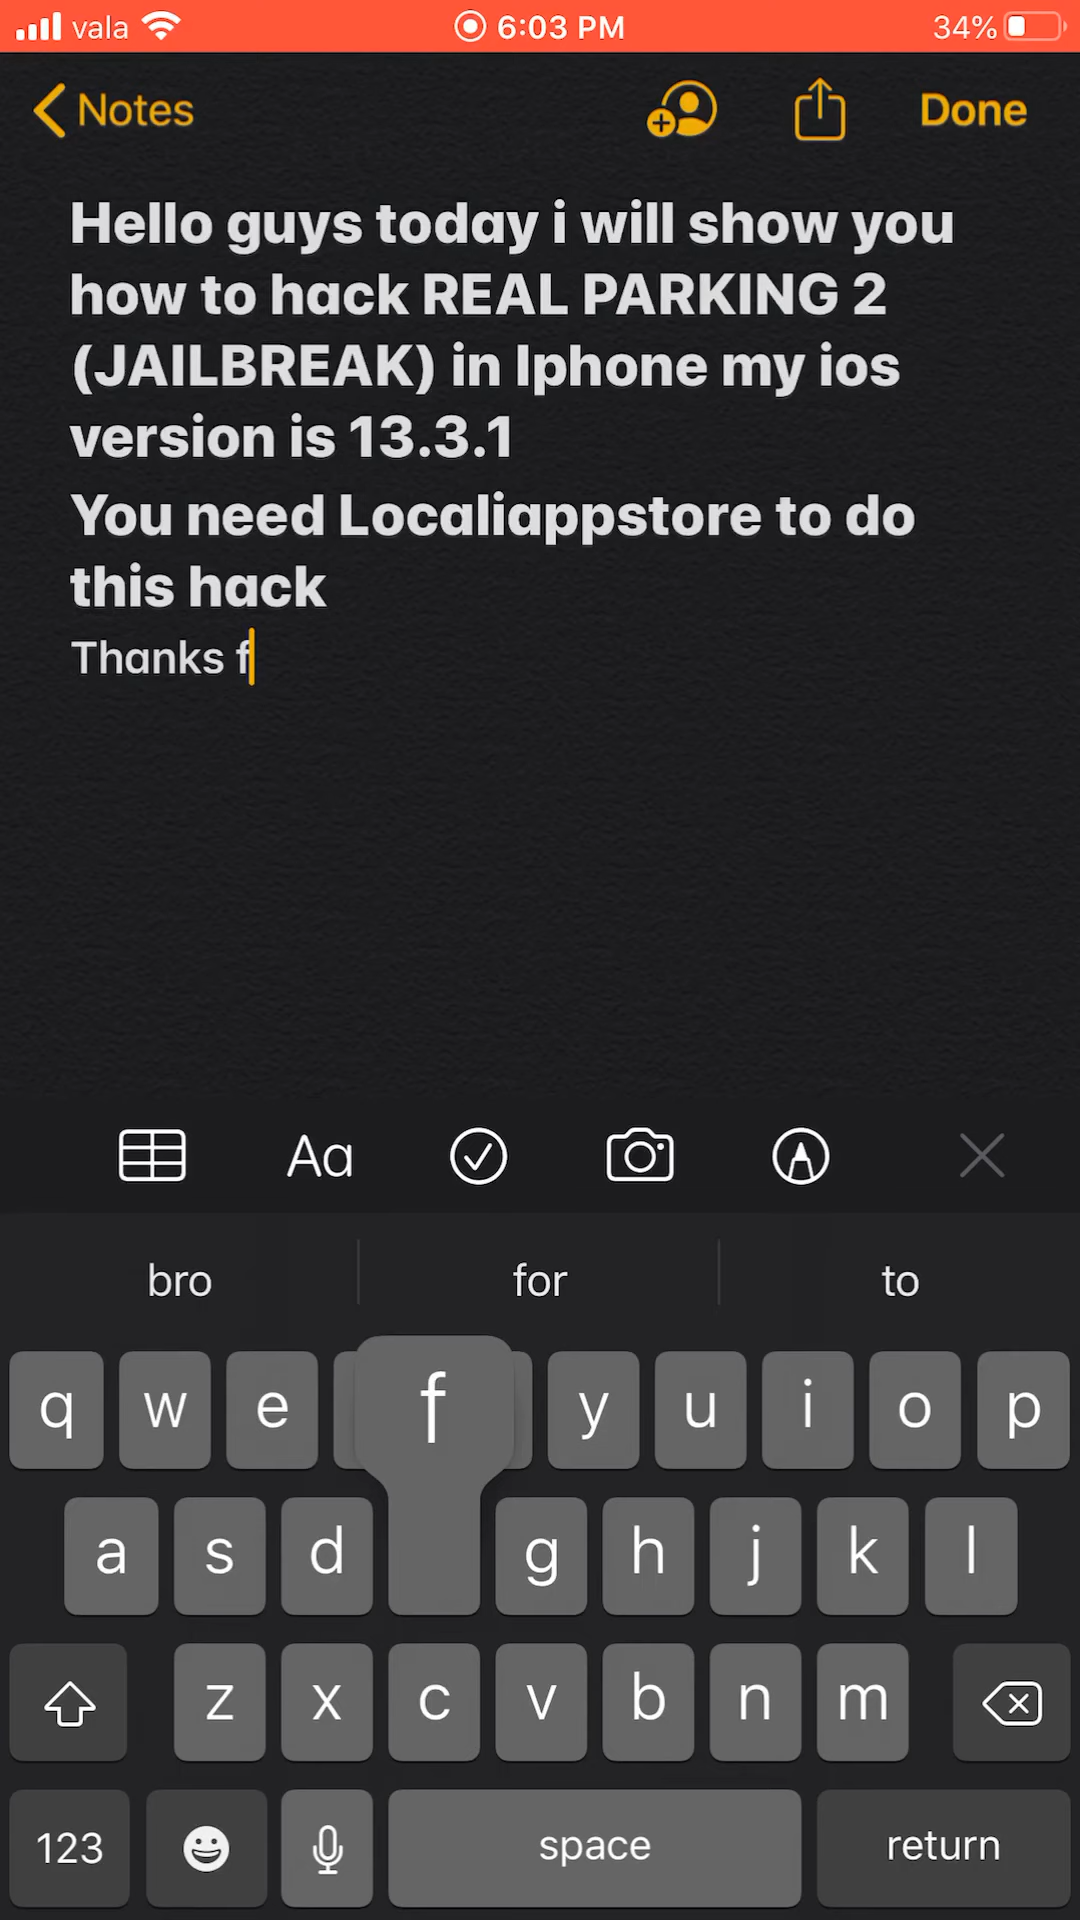 vala 6:03 PM 34%
Notes Done
Hello guys today i will show you
how to hack REAL PARKING 2
(JAILBREAK) in Iphone my ios
version is 13.3.1
You need Localiappstore to do
this hack
Thanks f
Aa
bro for to
q w e f y u i o p
a s d g h j k l
z x c v b n m
123 space return